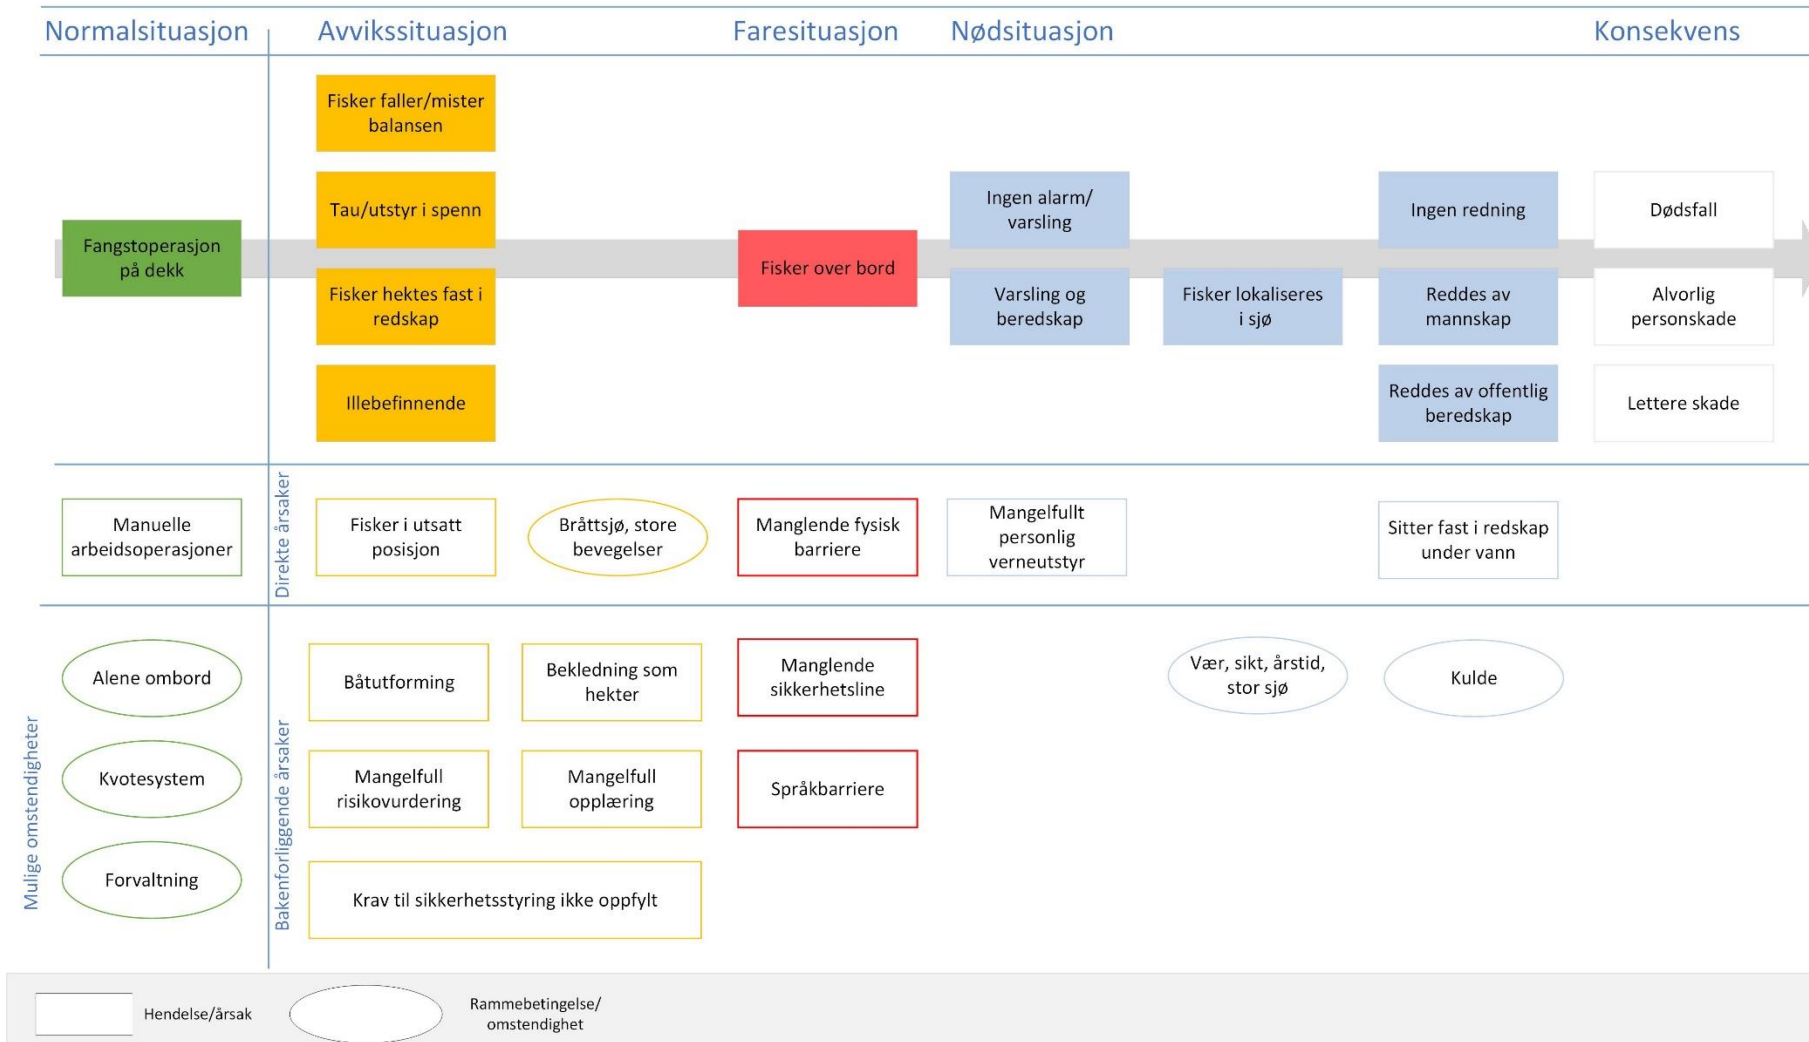 Normalsituasjon
Avvikssituasjon
Faresituasjon
Nødsituasjon
Konsekvens
Fangstoperasjon
på dekk
Fisker faller/mister
balansen
Tau/utstyr i spenn
Fisker hektes fast i
redskap
Illebefinnende
Fisker over bord
Ingen alarm/
varsling
Varsling og
beredskap
Fisker lokaliseres
i sjø
Ingen redning
Reddes av
mannskap
Reddes av offentlig
beredskap
Dødsfall
Alvorlig
personskade
Lettere skade
Manuelle
arbeidsoperasjoner
Direkte årsaker
Fisker i utsatt
posisjon
Bråttsjø, store
bevegelser
Manglende fysisk
barriere
Mangelfullt
personlig
verneutstyr
Sitter fast i redskap
under vann
Mulige omstendigheter
Alene ombord
Kvotesystem
Forvaltning
Bakenforliggende årsaker
Båtutforming
Bekledning som
hekter
Mangelfull
risikovurdering
Mangelfull
opplæring
Krav til sikkerhetsstyring ikke oppfylt
Manglende
sikkerhetsline
Språkbarriere
Vær, sikt, årstid,
stor sjø
Kulde
Hendelse/årsak
Rammebetingelse/
omstendighet